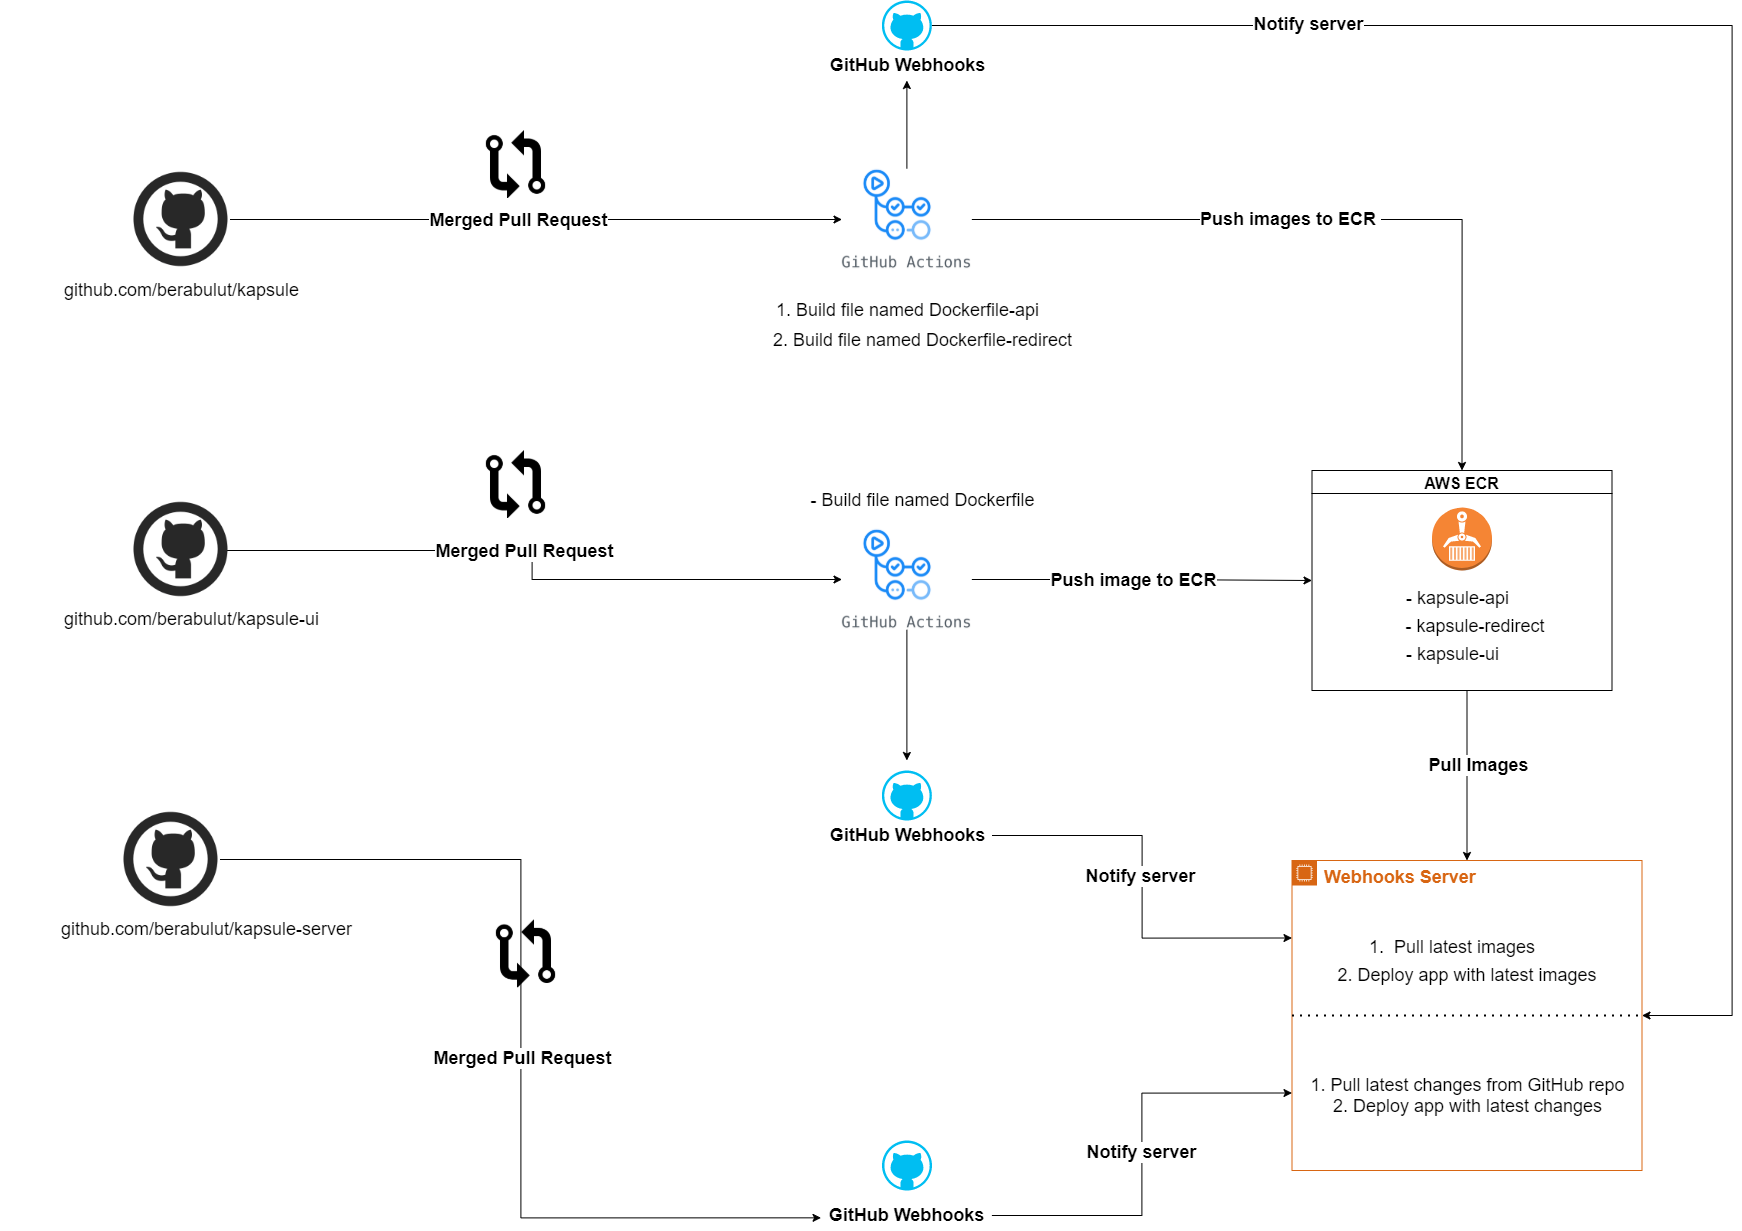 Notify server
GitHub Webhooks
Merged Pull Request
Push images to ECR
GitHub Actions
github.com/berabulut/kapsule
1. Build file named Dockerfile-api
2. Build file named Dockerfile-redirect
AWS ECR
- Build file named Dockerfile
Merged Pull Request
Push image to ECR
- kapsule-api
github.com/berabulut/kapsule-ui
GitHub Actions
- kapsule-redirect
- kapsule-ui
Pull Images
GitHub Webhooks
Notify server
Webhooks Server
github.com/berabulut/kapsule-server
1. Pull latest images
2. Deploy app with latest images
Merged Pull Request
1. Pull latest changes from GitHub repo
2. Deploy app with latest changes
Notify server
GitHub Webhooks